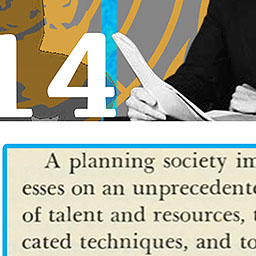 14
A planning society im
esses on an unprecedente
of talent and resources, t
cated techniques, and to